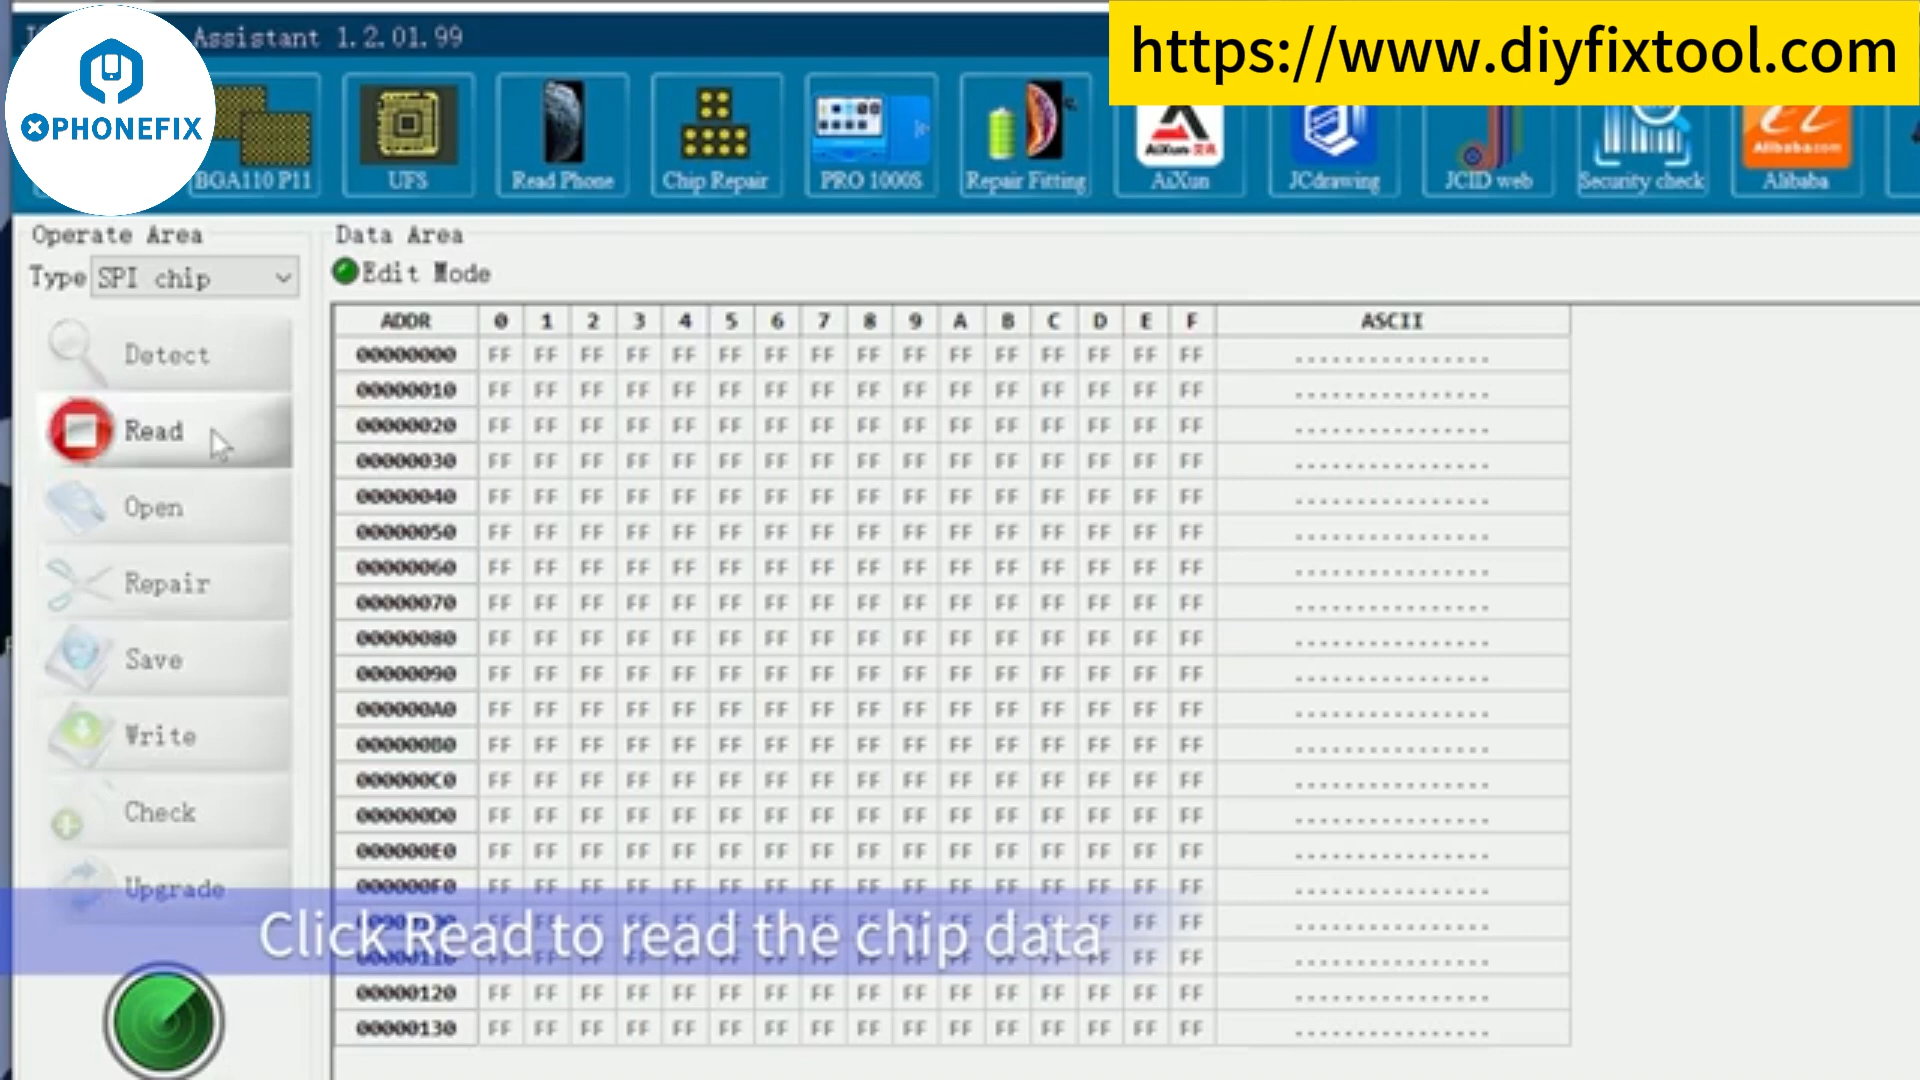 Assistant 1.2.01.99
https://www.diyfixtool.com
PHONEFIX
BGA110 P11
UFS
Read Phone
Chip Repair
PRO 1000S
Repair Fitting
AiXun
AiXun
JCdrawing
JCID web
Security check
Alibaba.com
Alibaba
Operate Area
Data Area
Type SPI chip
Edit Mode
ADDR 0 1 2 3 4 5 6 7 8 9 A B C D E F ASCII
Detect
Read
Open
Repair
Save
Write
Check
Upgrade
00000000 FF FF FF FF FF FF FF FF FF FF FF FF FF FF FF FF ................
00000010 FF FF FF FF FF FF FF FF FF FF FF FF FF FF FF FF ................
00000020 FF FF FF FF FF FF FF FF FF FF FF FF FF FF FF FF ................
00000030 FF FF FF FF FF FF FF FF FF FF FF FF FF FF FF FF ................
00000040 FF FF FF FF FF FF FF FF FF FF FF FF FF FF FF FF ................
00000050 FF FF FF FF FF FF FF FF FF FF FF FF FF FF FF FF ................
00000060 FF FF FF FF FF FF FF FF FF FF FF FF FF FF FF FF ................
00000070 FF FF FF FF FF FF FF FF FF FF FF FF FF FF FF FF ................
00000080 FF FF FF FF FF FF FF FF FF FF FF FF FF FF FF FF ................
00000090 FF FF FF FF FF FF FF FF FF FF FF FF FF FF FF FF ................
000000A0 FF FF FF FF FF FF FF FF FF FF FF FF FF FF FF FF ................
000000B0 FF FF FF FF FF FF FF FF FF FF FF FF FF FF FF FF ................
000000C0 FF FF FF FF FF FF FF FF FF FF FF FF FF FF FF FF ................
000000D0 FF FF FF FF FF FF FF FF FF FF FF FF FF FF FF FF ................
000000E0 FF FF FF FF FF FF FF FF FF FF FF FF FF FF FF FF ................
000000F0 FF FF FF FF FF FF FF FF FF FF FF FF FF FF FF FF ................
Click Read to read the chip data
00000120 FF FF FF FF FF FF FF FF FF FF FF FF FF FF FF FF ................
00000130 FF FF FF FF FF FF FF FF FF FF FF FF FF FF FF FF ................